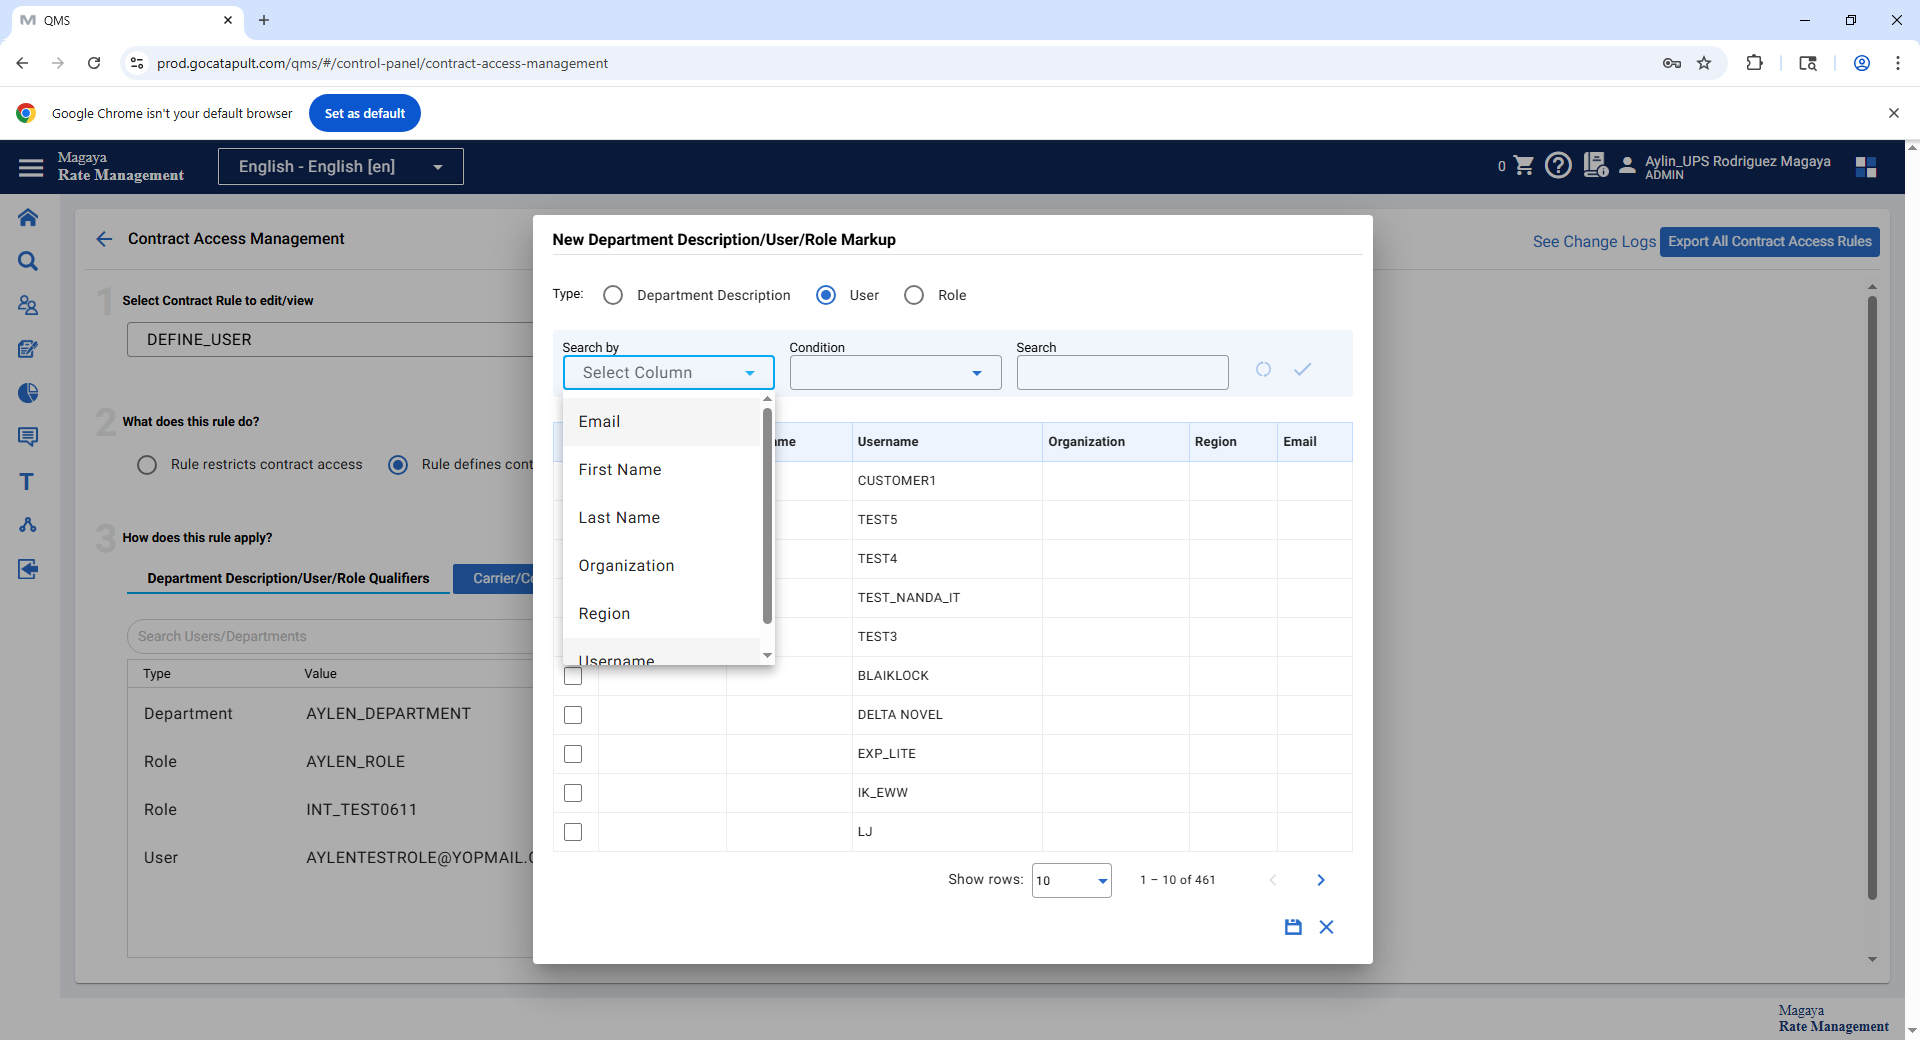 QMS
prod.gocatapult.com/qms/#/control-panel/contract-access-management
Google Chrome isn't your default browser
Set as default
Magaya
Rate Management
English - English [en]
0
Aylin_UPS Rodriguez Magaya
ADMIN
Contract Access Management
See Change Logs
Export All Contract Access Rules
1
Select Contract Rule to edit/view
DEFINE_USER
2
What does this rule do?
Rule restricts contract access
Rule defines cont
3
How does this rule apply?
Department Description/User/Role Qualifiers
Carrier/Co
Search Users/Departments
Type Value
Department AYLEN_DEPARTMENT
Role AYLEN_ROLE
Role INT_TEST0611
User AYLENTESTROLE@YOPMAIL.C
New Department Description/User/Role Markup
Type: Department Description User Role
Search by Condition Search
Select Column
Email
First Name
Last Name
Organization
Region
Username
me Username Organization Region Email
CUSTOMER1
TEST5
TEST4
TEST_NANDA_IT
TEST3
BLAIKLOCK
DELTA NOVEL
EXP_LITE
IK_EWW
LJ
Show rows: 10 1 – 10 of 461
Magaya
Rate Management